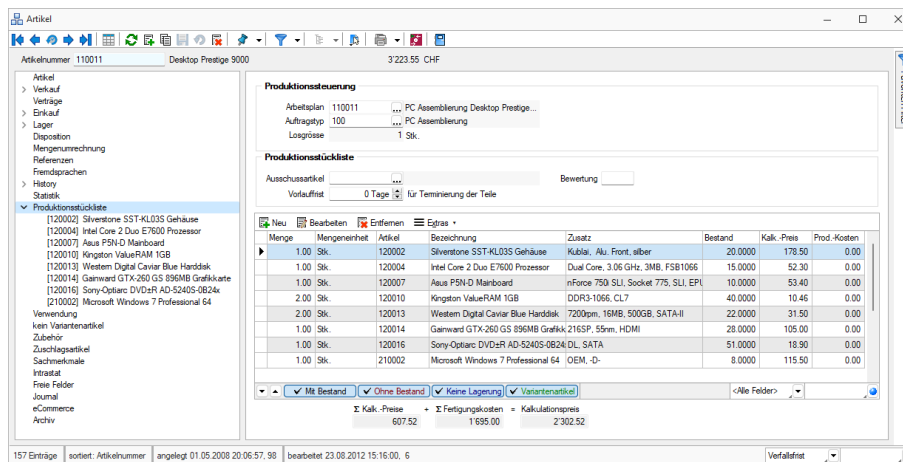 Artikel
Artikelnummer 110011 Desktop Prestige 9000 3'223.55 CHF
Artikel
Verkauf
Verträge
Einkauf
Lager
Disposition
Mengenumrechnung
Referenzen
Fremdsprachen
History
Statistik
Produktionsstückliste
[120002] Silverstone SST-KL03S Gehäuse
[120004] Intel Core 2 Duo E7600 Prozessor
[120007] Asus P5N-D Mainboard
[120010] Kingston ValueRAM 1GB
[120013] Western Digital Caviar Blue Harddisk
[120014] Gainward GTX-260 GS 896MB Grafikkarte
[120016] Sony-Optiarc DVD±R AD-5240S-0B24
[210002] Microsoft Windows 7 Professional 64
Verwendung
kein Variantenartikel
Zubehör
Zuschlagsartikel
Sachmerkmale
Intrastat
Freie Felder
Journal
eCommerce
Archiv
Produktionssteuerung
Arbeitsplan 110011 ... PC Assemblierung Desktop Prestige...
Auftragstyp 100 ... PC Assemblierung
Losgrösse 1 Stk.
Produktionsstückliste
Ausschussartikel ... Bewertung
Vorlauffrist 0 Tage für Terminierung der Teile
Neu Bearbeiten Entfernen Extras
Menge Mengeneinheit Artikel Bezeichnung Zusatz Bestand Kalk.-Preis Prod.-Kosten
1.00 Stk. 120002 Silverstone SST-KL03S Gehäuse Kublai, Alu. Front, silber 20.0000 178.50 0.00
1.00 Stk. 120004 Intel Core 2 Duo E7600 Prozessor Dual Core, 3.06 GHz, 3MB, FSB1066 15.0000 52.30 0.00
1.00 Stk. 120007 Asus P5N-D Mainboard nForce 750i SLI, Socket 775, SLI, EPU 10.0000 53.40 0.00
2.00 Stk. 120010 Kingston ValueRAM 1GB DDR3-1066, CL7 40.0000 10.46 0.00
2.00 Stk. 120013 Western Digital Caviar Blue Harddisk 7200rpm, 16MB, 500GB, SATA-II 22.0000 31.50 0.00
1.00 Stk. 120014 Gainward GTX-260 GS 896MB Grafikk 216SP, 55nm, HDMI 28.0000 105.00 0.00
1.00 Stk. 120016 Sony-Optiarc DVD±R AD-5240S-0B24 DL, SATA 51.0000 18.90 0.00
1.00 Stk. 210002 Microsoft Windows 7 Professional 64 OEM, -D- 8.0000 115.50 0.00
Mit Bestand Ohne Bestand Keine Lagerung Variantenartikel <Alle Felder>
Σ Kalk.-Preise + Σ Fertigungskosten = Kalkulationspreis
607.52 1'695.00 2'302.52
157 Einträge sortiert: Artikelnummer angelegt 01.05.2008 20:06:57, 98 bearbeitet 23.08.2012 15:16:00, 6 Verfallsfrist